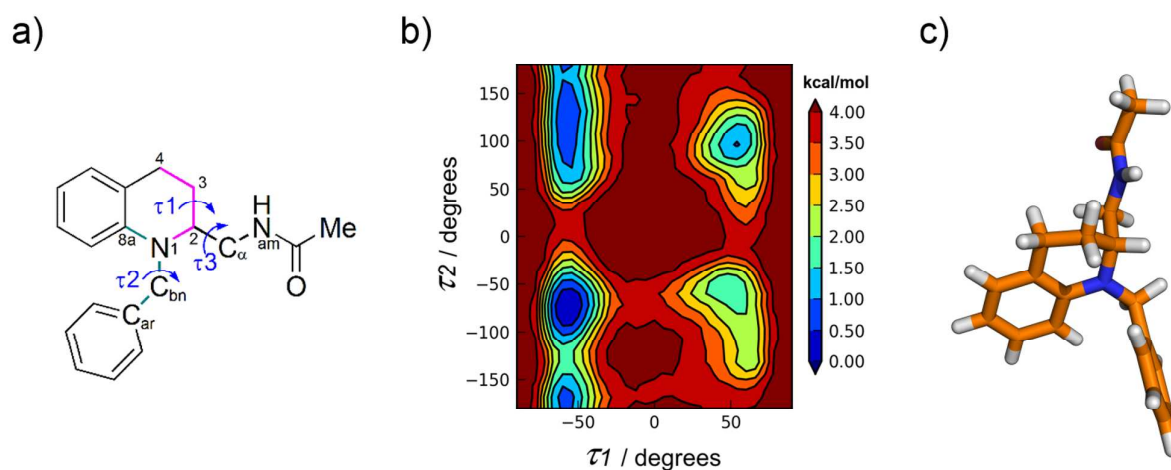 a)
4
3
τ1
H
N
am
Me
8a
N
1
2
C
α
τ3
O
τ2
C
bn
C
ar
b)
kcal/mol
150
100
50
0
−50
−100
−150
τ2 / degrees
−50
0
50
τ1 / degrees
4.00
3.50
3.00
2.50
2.00
1.50
1.00
0.50
0.00
c)